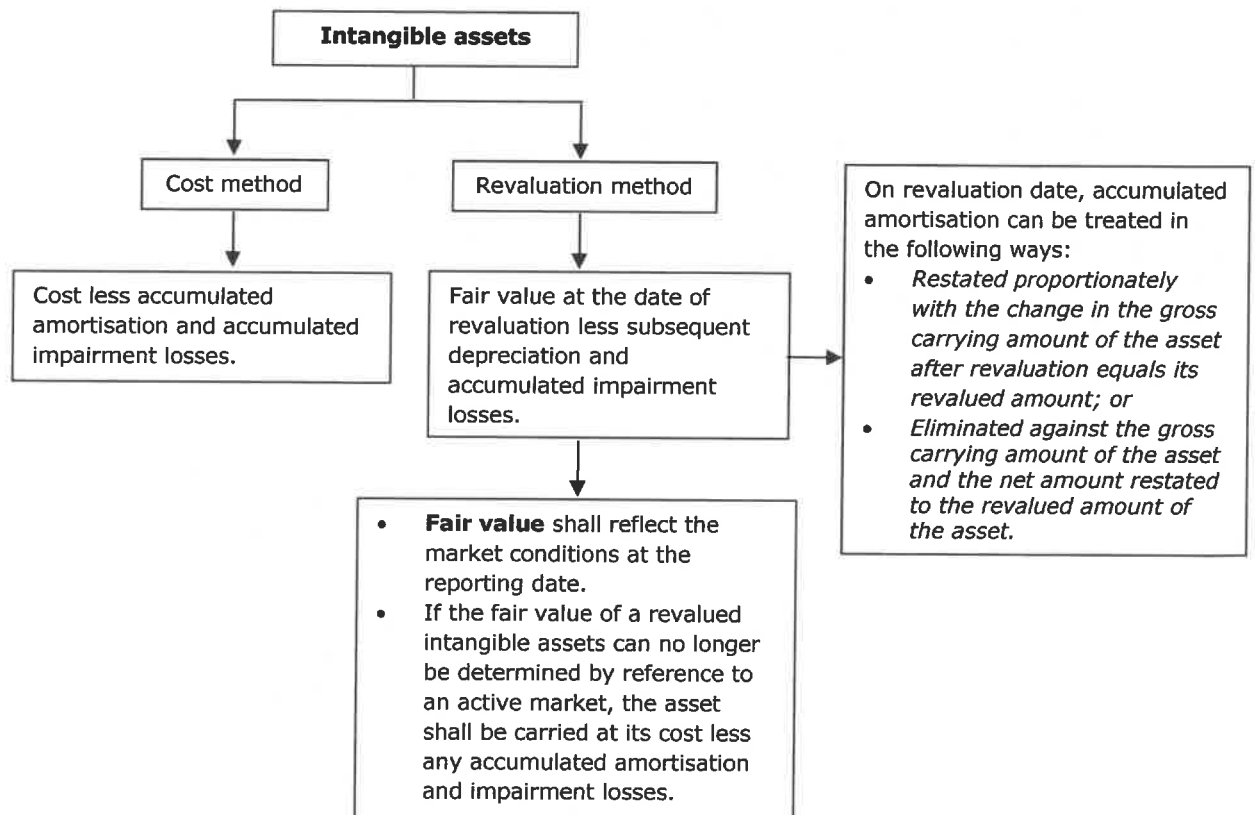 Intangible assets
Cost method
Revaluation method
Cost less accumulated
amortisation and accumulated
impairment losses.
Fair value at the date of
revaluation less subsequent
depreciation and
accumulated impairment
losses.
On revaluation date, accumulated
amortisation can be treated in
the following ways:
• Restated proportionately
with the change in the gross
carrying amount of the asset
after revaluation equals its
revalued amount; or
• Eliminated against the gross
carrying amount of the asset
and the net amount restated
to the revalued amount of
the asset.
• Fair value shall reflect the
market conditions at the
reporting date.
• If the fair value of a revalued
intangible assets can no longer
be determined by reference to
an active market, the asset
shall be carried at its cost less
any accumulated amortisation
and impairment losses.